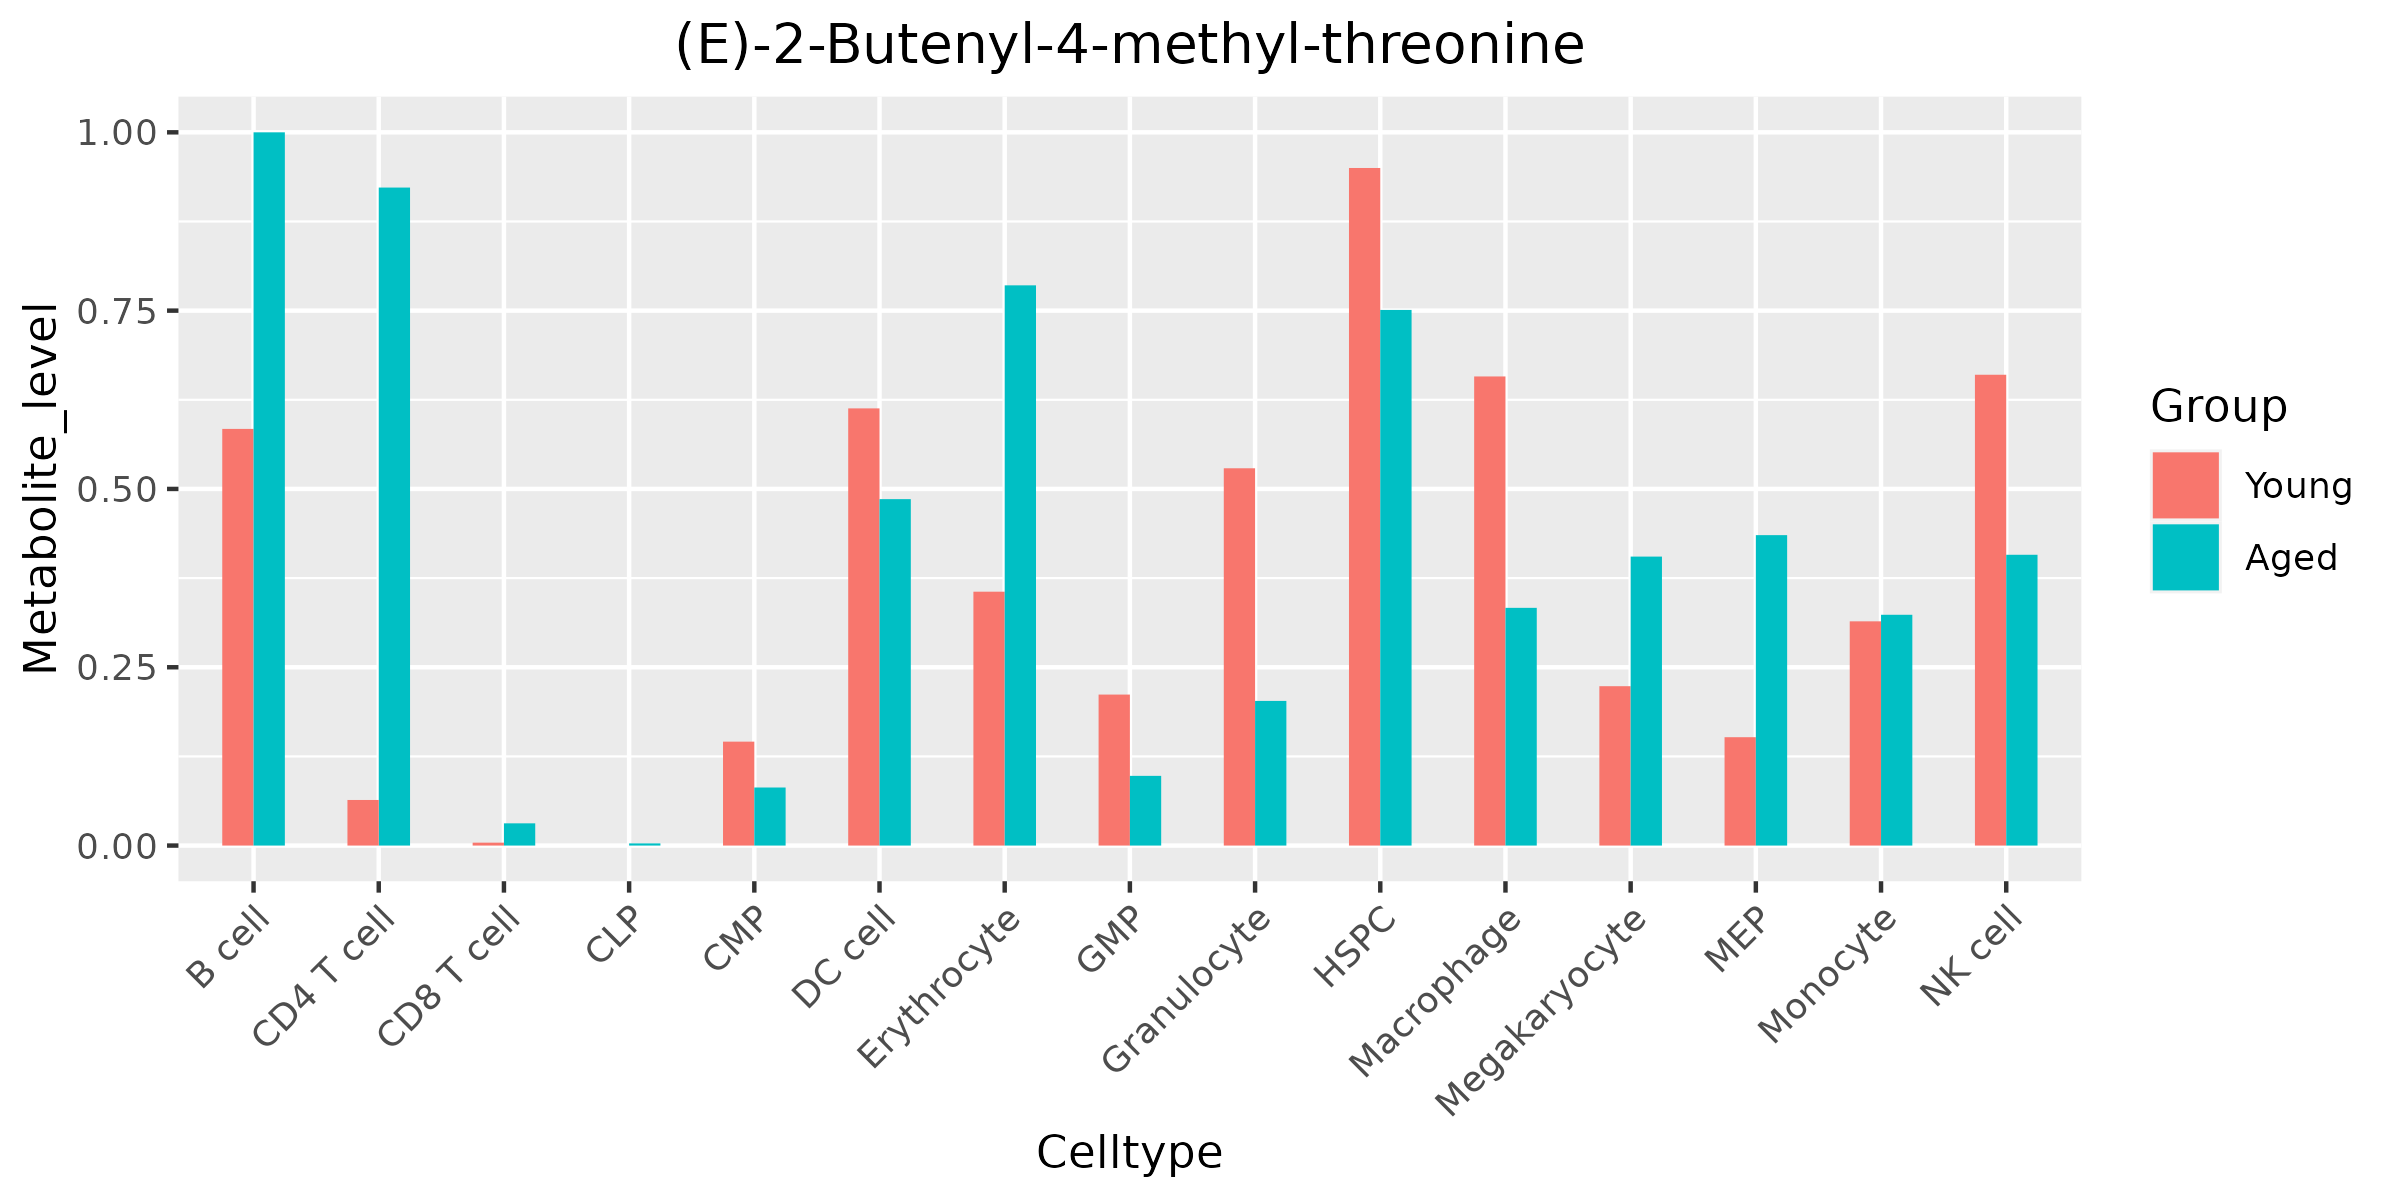 (E)-2-Butenyl-4-methyl-threonine
Metabolite_level
1.00
0.75
0.50
0.25
0.00
B cell
CD4 T cell
CD8 T cell
CLP
CMP
DC cell
Erythrocyte
GMP
Granulocyte
HSPC
Macrophage
Megakaryocyte
MEP
Monocyte
NK cell
Celltype
Group
Young
Aged